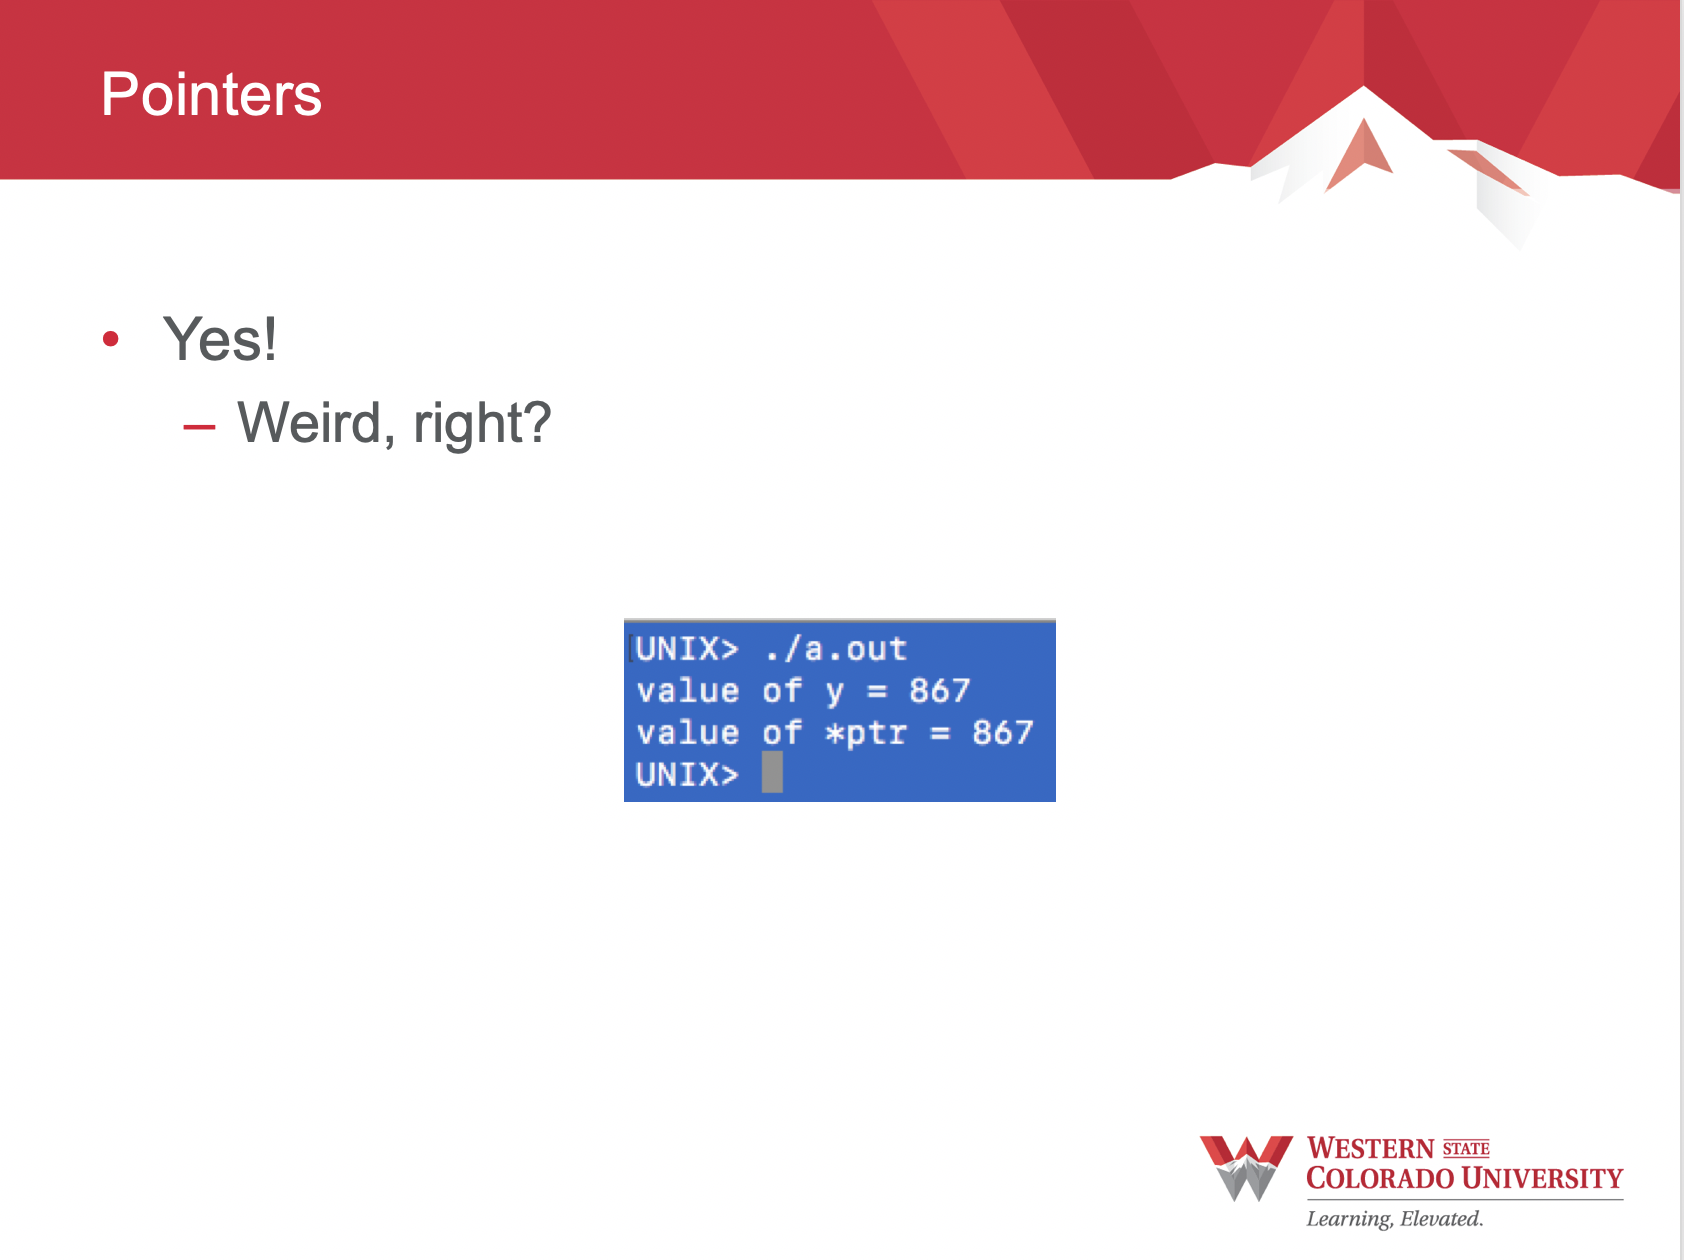 Pointers
• Yes!
– Weird, right?
UNIX> ./a.out
value of y = 867
value of *ptr = 867
UNIX>
WESTERN STATE
COLORADO UNIVERSITY
Learning, Elevated.